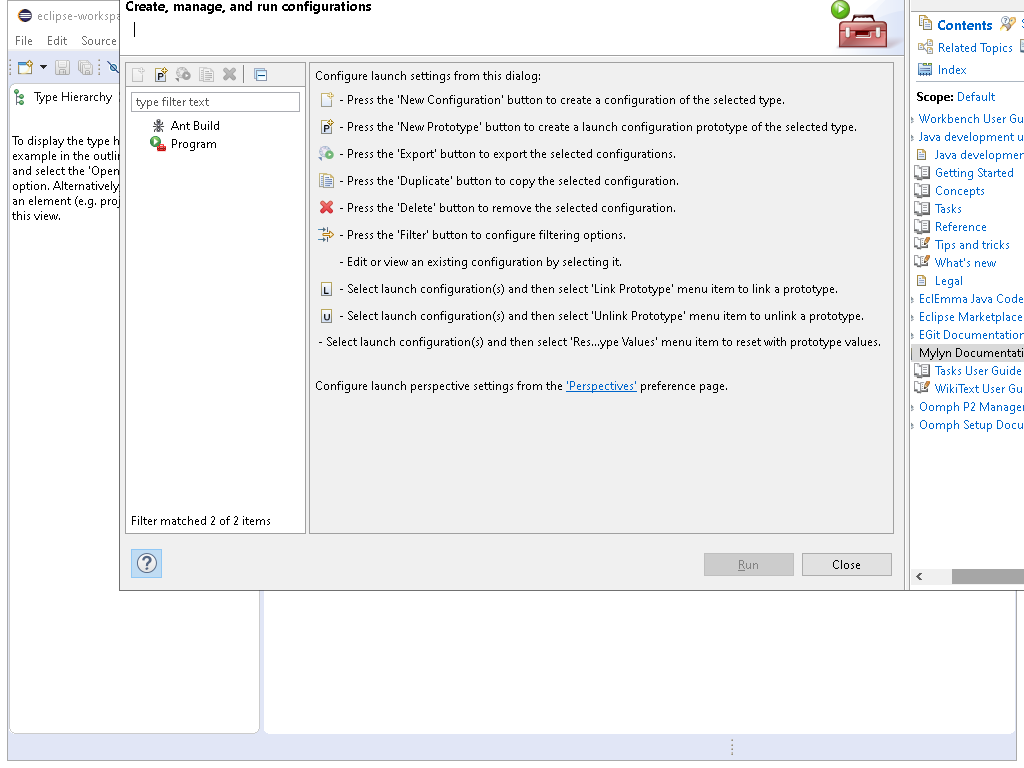 eclipse-workspa
File Edit Source
Type Hierarchy
To display the type h
example in the outlin
and select the 'Open
option. Alternatively
an element (e.g. proj
this view.
Create, manage, and run configurations
type filter text
Ant Build
Program
Filter matched 2 of 2 items
Configure launch settings from this dialog:
- Press the 'New Configuration' button to create a configuration of the selected type.
P - Press the 'New Prototype' button to create a launch configuration prototype of the selected type.
- Press the 'Export' button to export the selected configurations.
- Press the 'Duplicate' button to copy the selected configuration.
- Press the 'Delete' button to remove the selected configuration.
- Press the 'Filter' button to configure filtering options.
- Edit or view an existing configuration by selecting it.
L - Select launch configuration(s) and then select 'Link Prototype' menu item to link a prototype.
U - Select launch configuration(s) and then select 'Unlink Prototype' menu item to unlink a prototype.
- Select launch configuration(s) and then select 'Res...ype Values' menu item to reset with prototype values.
Configure launch perspective settings from the 'Perspectives' preference page.
? Run Close
Contents
Related Topics
Index
Scope: Default
Workbench User Gu
Java development u
Java developmen
Getting Started
Concepts
Tasks
Reference
Tips and tricks
What's new
Legal
EclEmma Java Code
Eclipse Marketplace
EGit Documentation
Mylyn Documentati
Tasks User Guide
WikiText User Gu
Oomph P2 Manage
Oomph Setup Docu